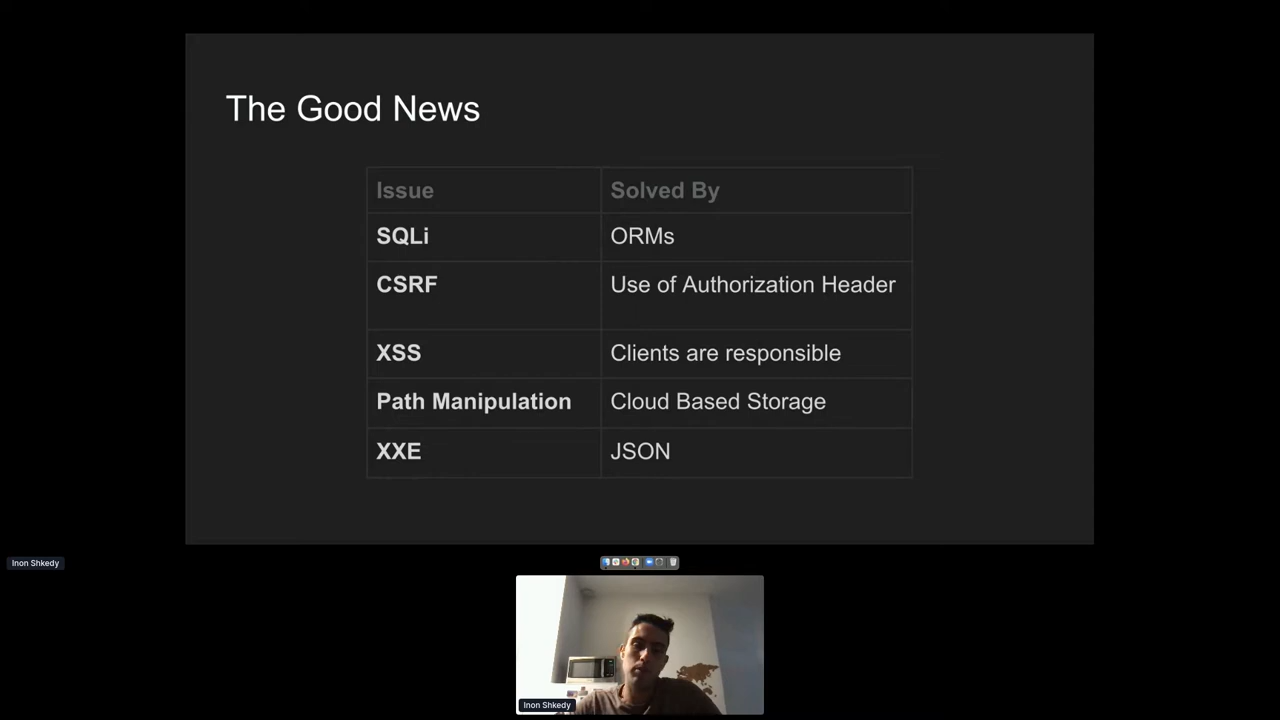 The Good News
Issue Solved By
SQLi ORMs
CSRF Use of Authorization Header
XSS Clients are responsible
Path Manipulation Cloud Based Storage
XXE JSON
Inon Shkedy
Inon Shkedy